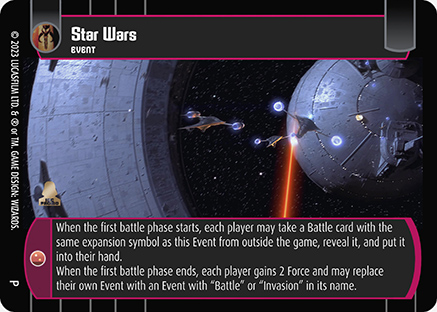 Star Wars
EVENT
© 2023 LUCASFILM LTD. & ® or TM. GAME DESIGN: WIZARDS.
P
When the first battle phase starts, each player may take a Battle card with the
same expansion symbol as this Event from outside the game, reveal it, and put it
into their hand.
When the first battle phase ends, each player gains 2 Force and may replace
their own Event with an Event with “Battle” or “Invasion” in its name.